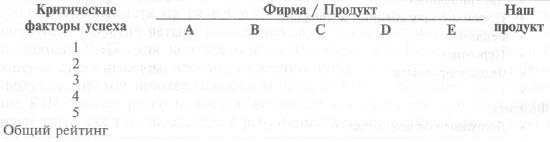 Критические факторы успеха
Фирма / Продукт
Наш продукт
A B C D E
1
2
3
4
5
Общий рейтинг